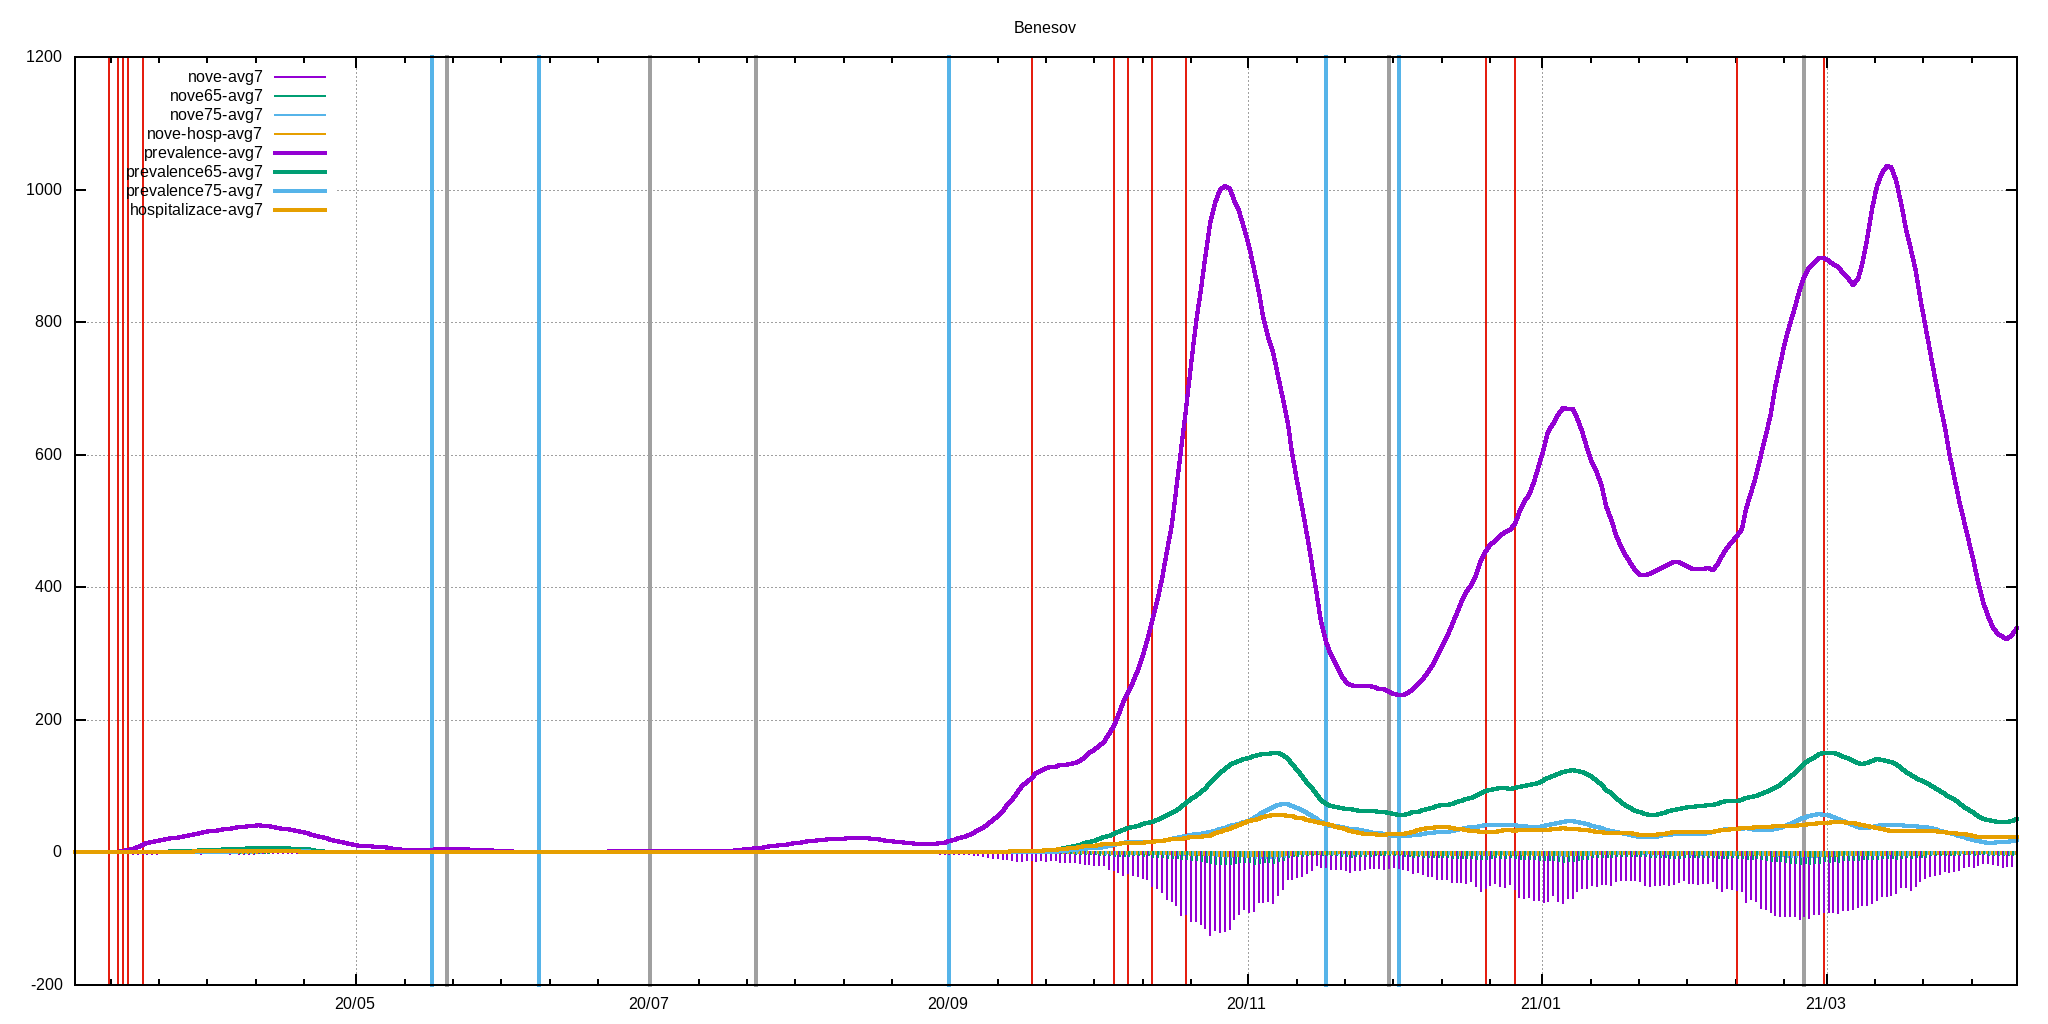 Benesov
1200
1000
800
600
400
200
0
-200
nove-avg7
nove65-avg7
nove75-avg7
nove-hosp-avg7
prevalence-avg7
prevalence65-avg7
prevalence75-avg7
hospitalizace-avg7
20/05
20/07
20/09
20/11
21/01
21/03